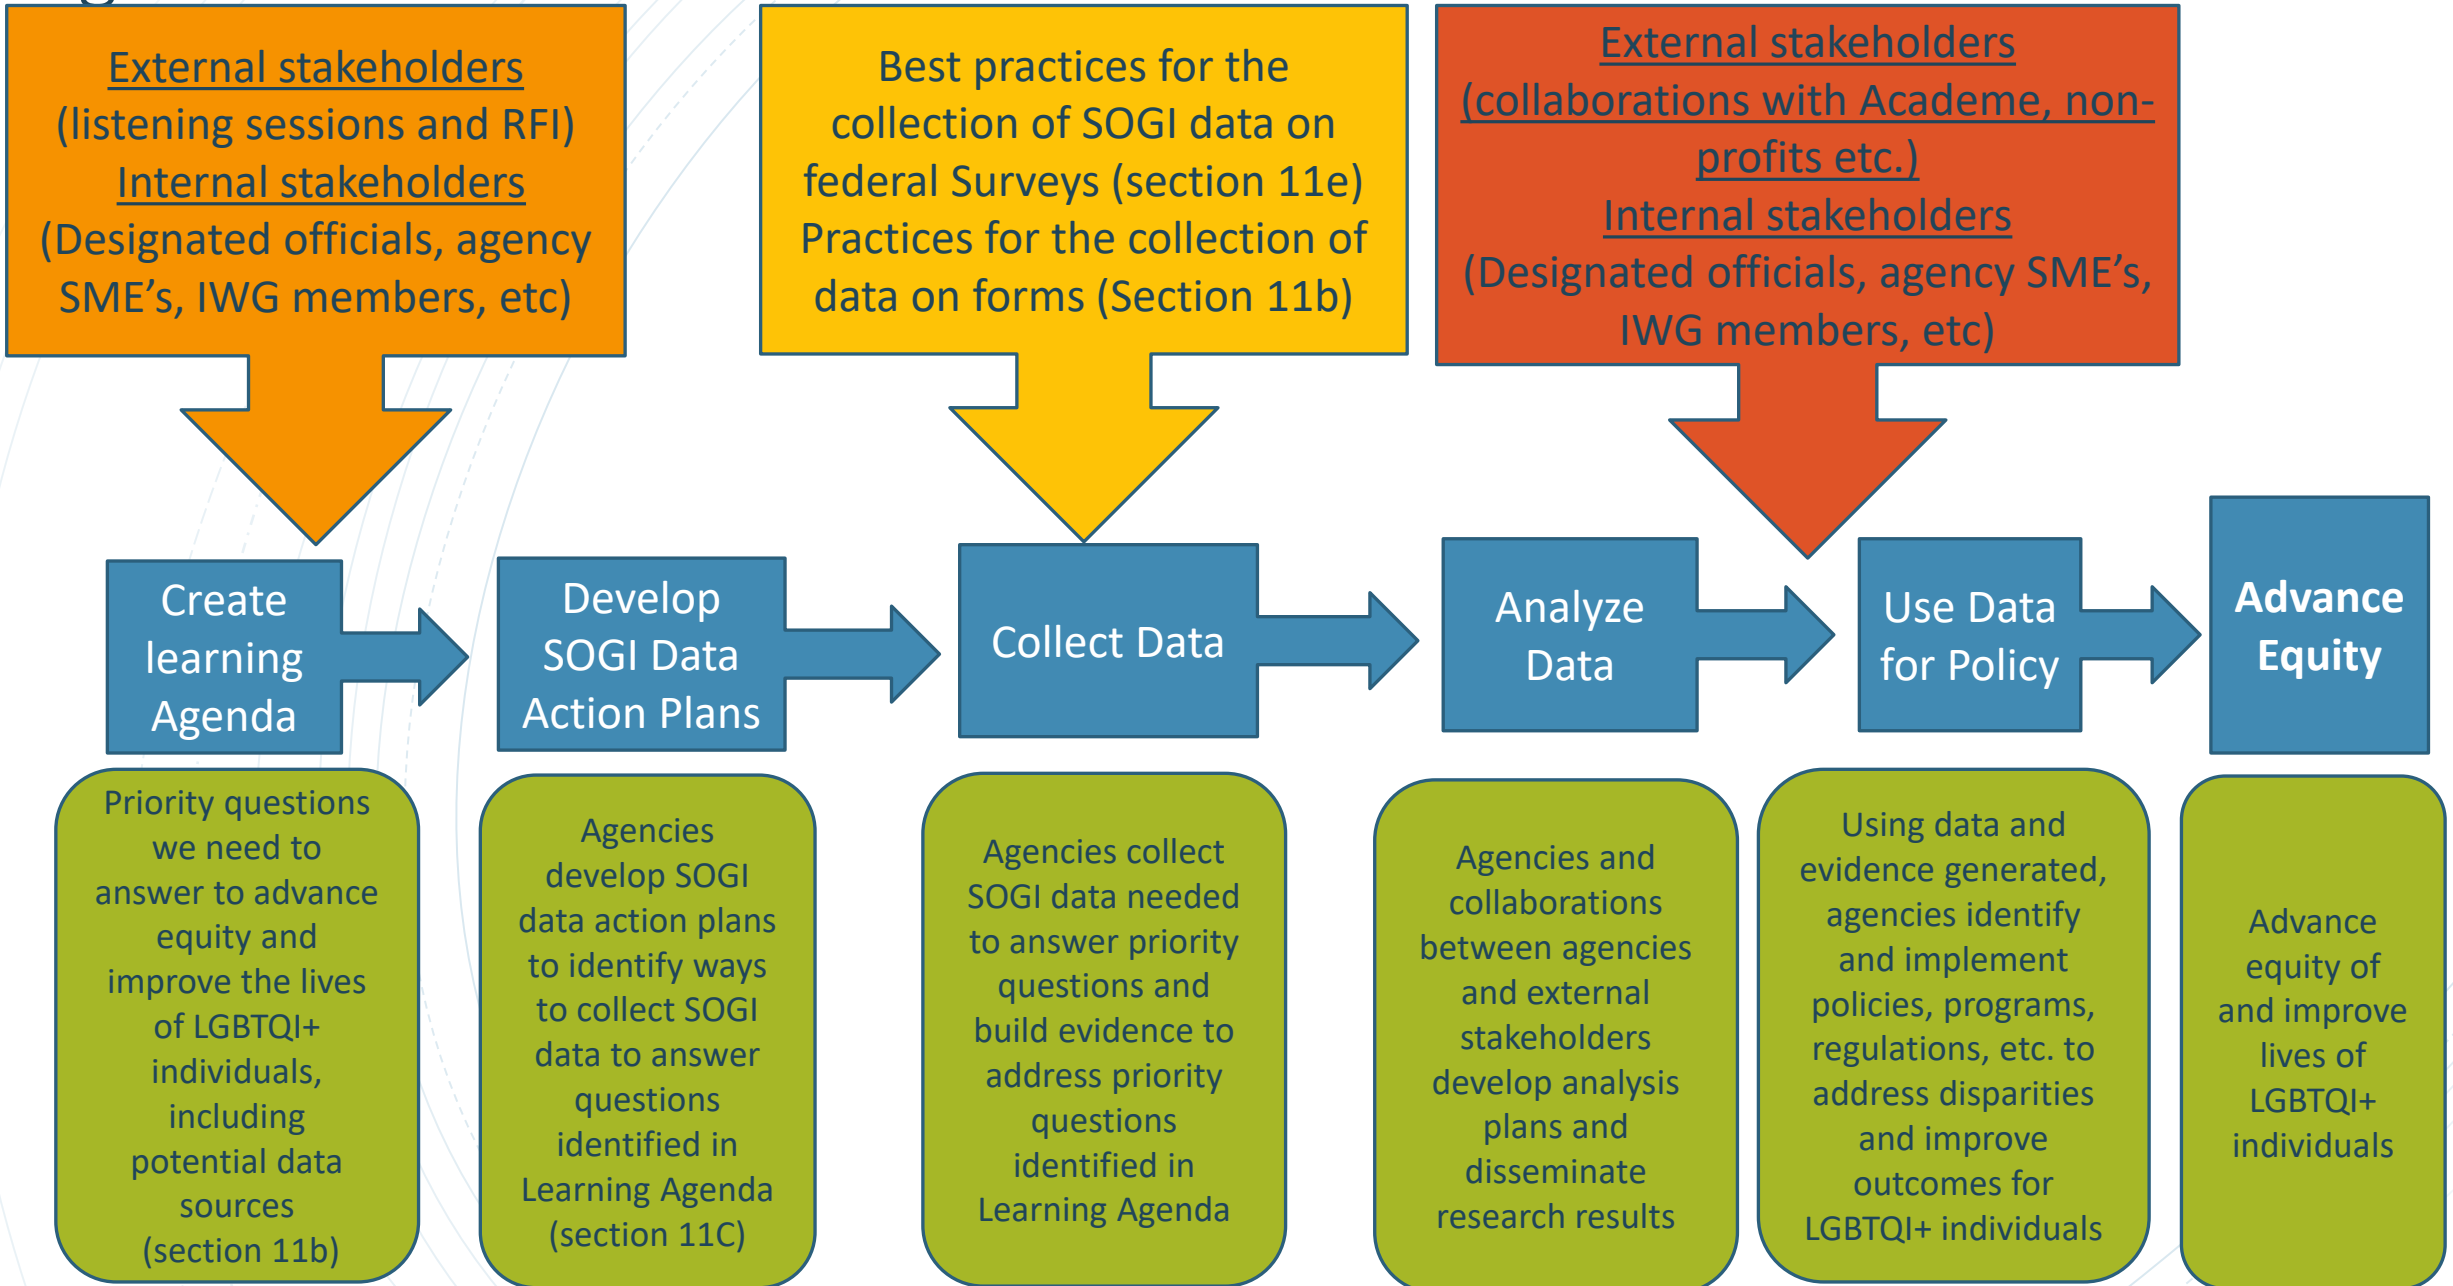 External stakeholders
(listening sessions and RFI)
Internal stakeholders
(Designated officials, agency
SME's, IWG members, etc)
Best practices for the
collection of SOGI data on
federal Surveys (section 11e)
Practices for the collection of
data on forms (Section 11b)
External stakeholders
(collaborations with Academe, non-
profits etc.)
Internal stakeholders
(Designated officials, agency SME's,
IWG members, etc)
Create
learning
Agenda
Develop
SOGI Data
Action Plans
Collect Data
Analyze
Data
Use Data
for Policy
Advance
Equity
Priority questions
we need to
answer to advance
equity and
improve the lives
of LGBTQI+
individuals,
including
potential data
sources
(section 11b)
Agencies
develop SOGI
data action plans
to identify ways
to collect SOGI
data to answer
questions
identified in
Learning Agenda
(section 11C)
Agencies collect
SOGI data needed
to answer priority
questions and
build evidence to
address priority
questions
identified in
Learning Agenda
Agencies and
collaborations
between agencies
and external
stakeholders
develop analysis
plans and
disseminate
research results
Using data and
evidence generated,
agencies identify
and implement
policies, programs,
regulations, etc. to
address disparities
and improve
outcomes for
LGBTQI+ individuals
Advance
equity of
and improve
lives of
LGBTQI+
individuals